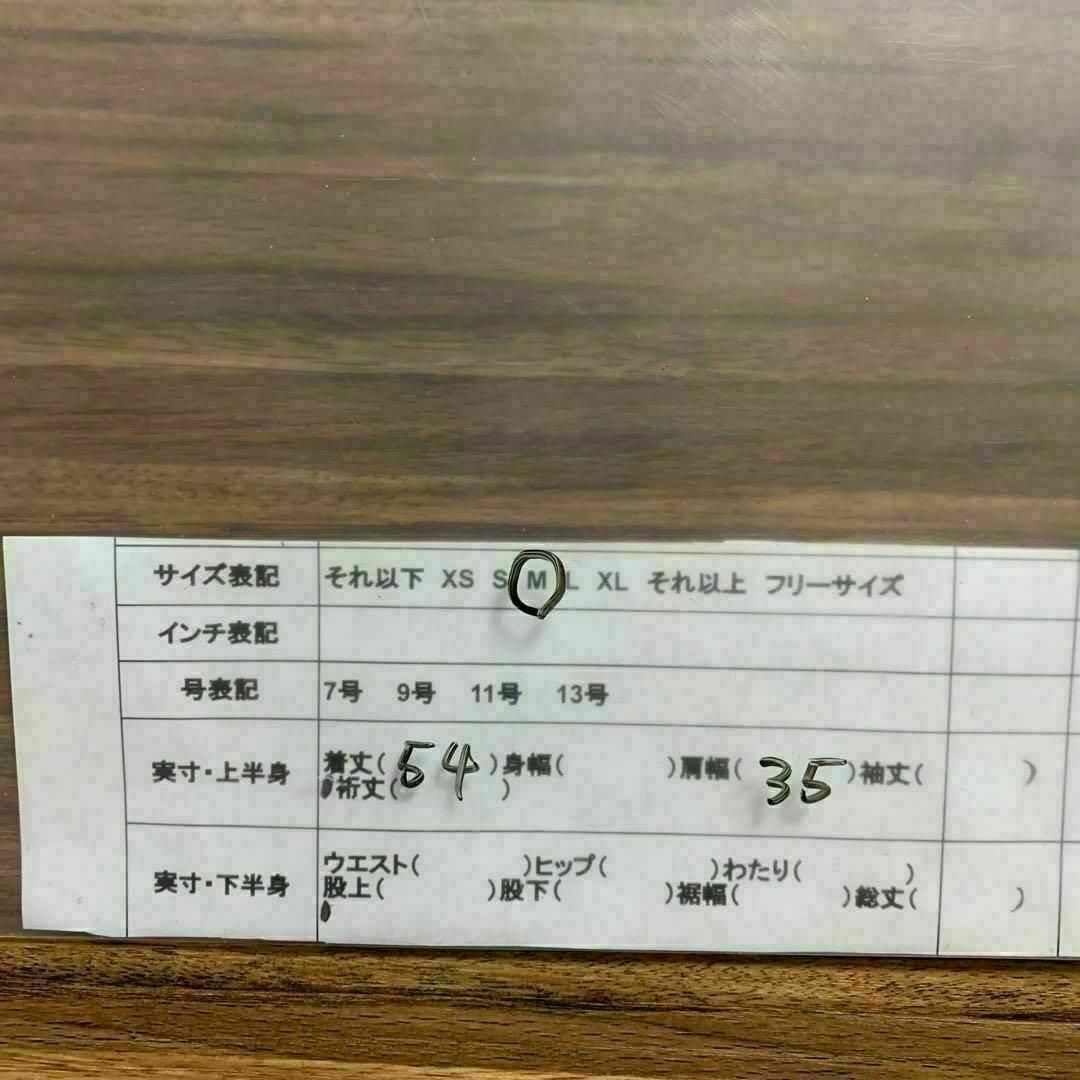 サイズ表記 それ以下 XS S M L XL それ以上 フリーサイズ
インチ表記
号表記 7号 9号 11号 13号
実寸・上半身 着丈( 54 )身幅( )肩幅( 35 )袖丈( )
裄丈( )
実寸・下半身 ウエスト( )ヒップ( )わたり( )
股上( )股下( )裾幅( )総丈( )